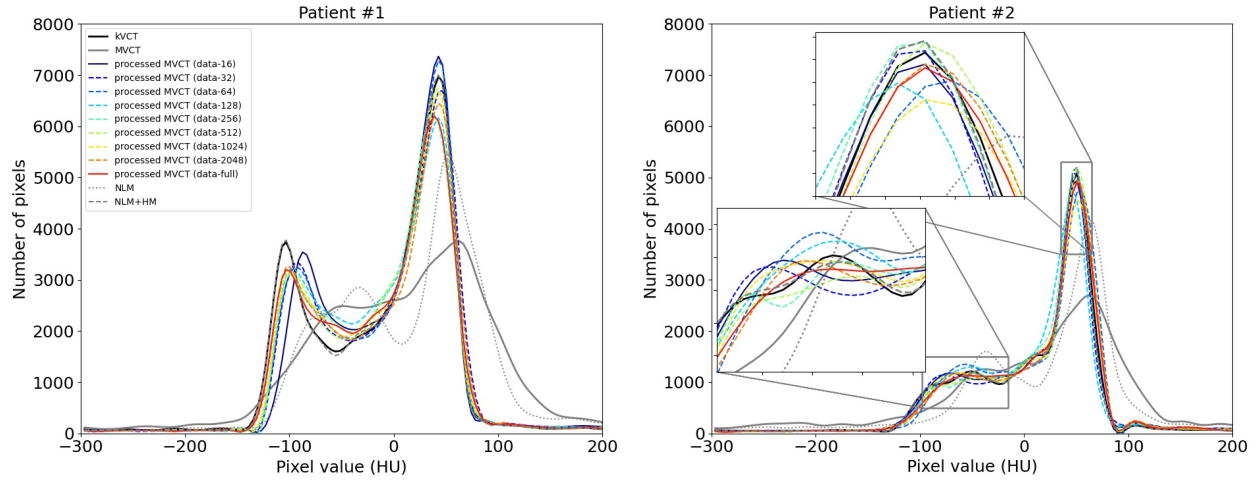 Patient #1
8000
7000
6000
5000
4000
3000
2000
1000
0
Number of pixels
kVCT
MVCT
processed MVCT (data-16)
processed MVCT (data-32)
processed MVCT (data-64)
processed MVCT (data-128)
processed MVCT (data-256)
processed MVCT (data-512)
processed MVCT (data-1024)
processed MVCT (data-2048)
processed MVCT (data-full)
NLM
NLM+HM
−300 −200 −100 0 100 200
Pixel value (HU)
Patient #2
8000
7000
6000
5000
4000
3000
2000
1000
0
Number of pixels
−300 −200 −100 0 100 200
Pixel value (HU)